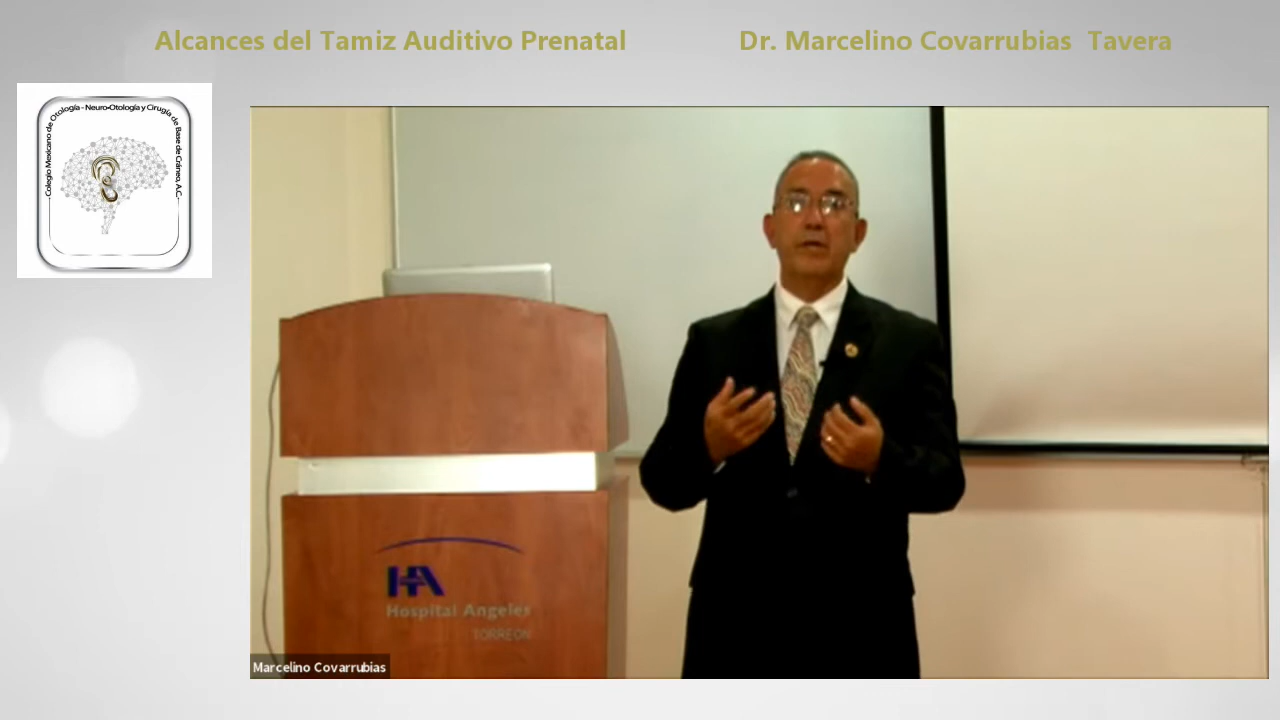 Alcances del Tamiz Auditivo Prenatal
Dr. Marcelino Covarrubias Tavera
Colegio Mexicano de Otología - Neuro-Otología y Cirugía de Base de Cráneo, A.C.
HA
Hospital Angeles
TORREON
Marcelino Covarrubias